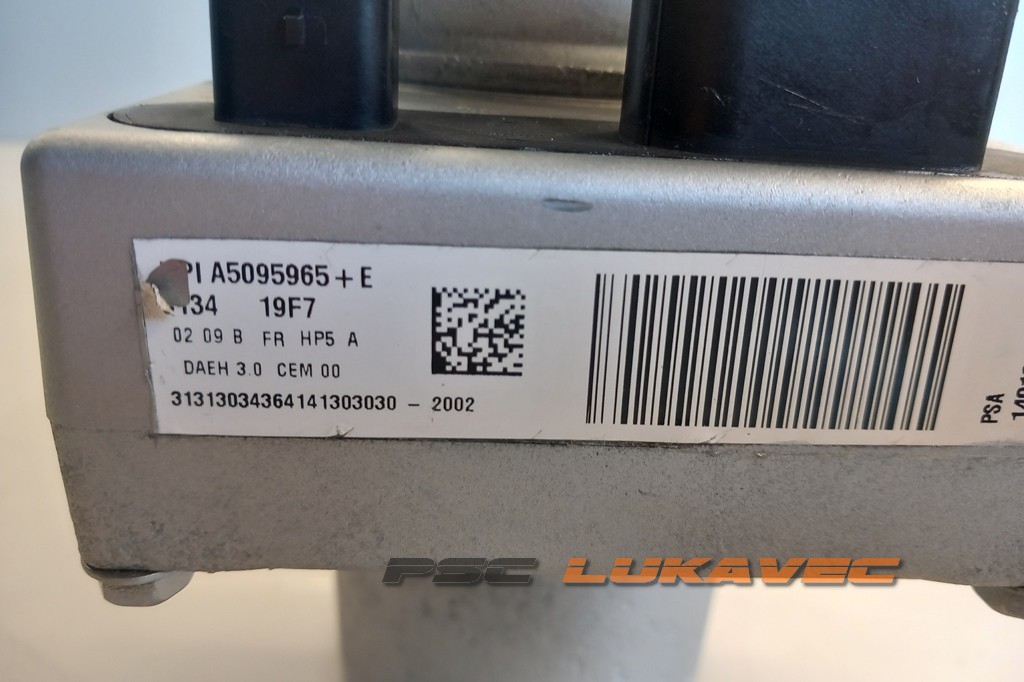 A5095965+E
19F7
02 09 B FR HP5 A
DAEH 3.0 CEM 00
31313034364141303030 - 2002
PSA
PSC LUKAVEC